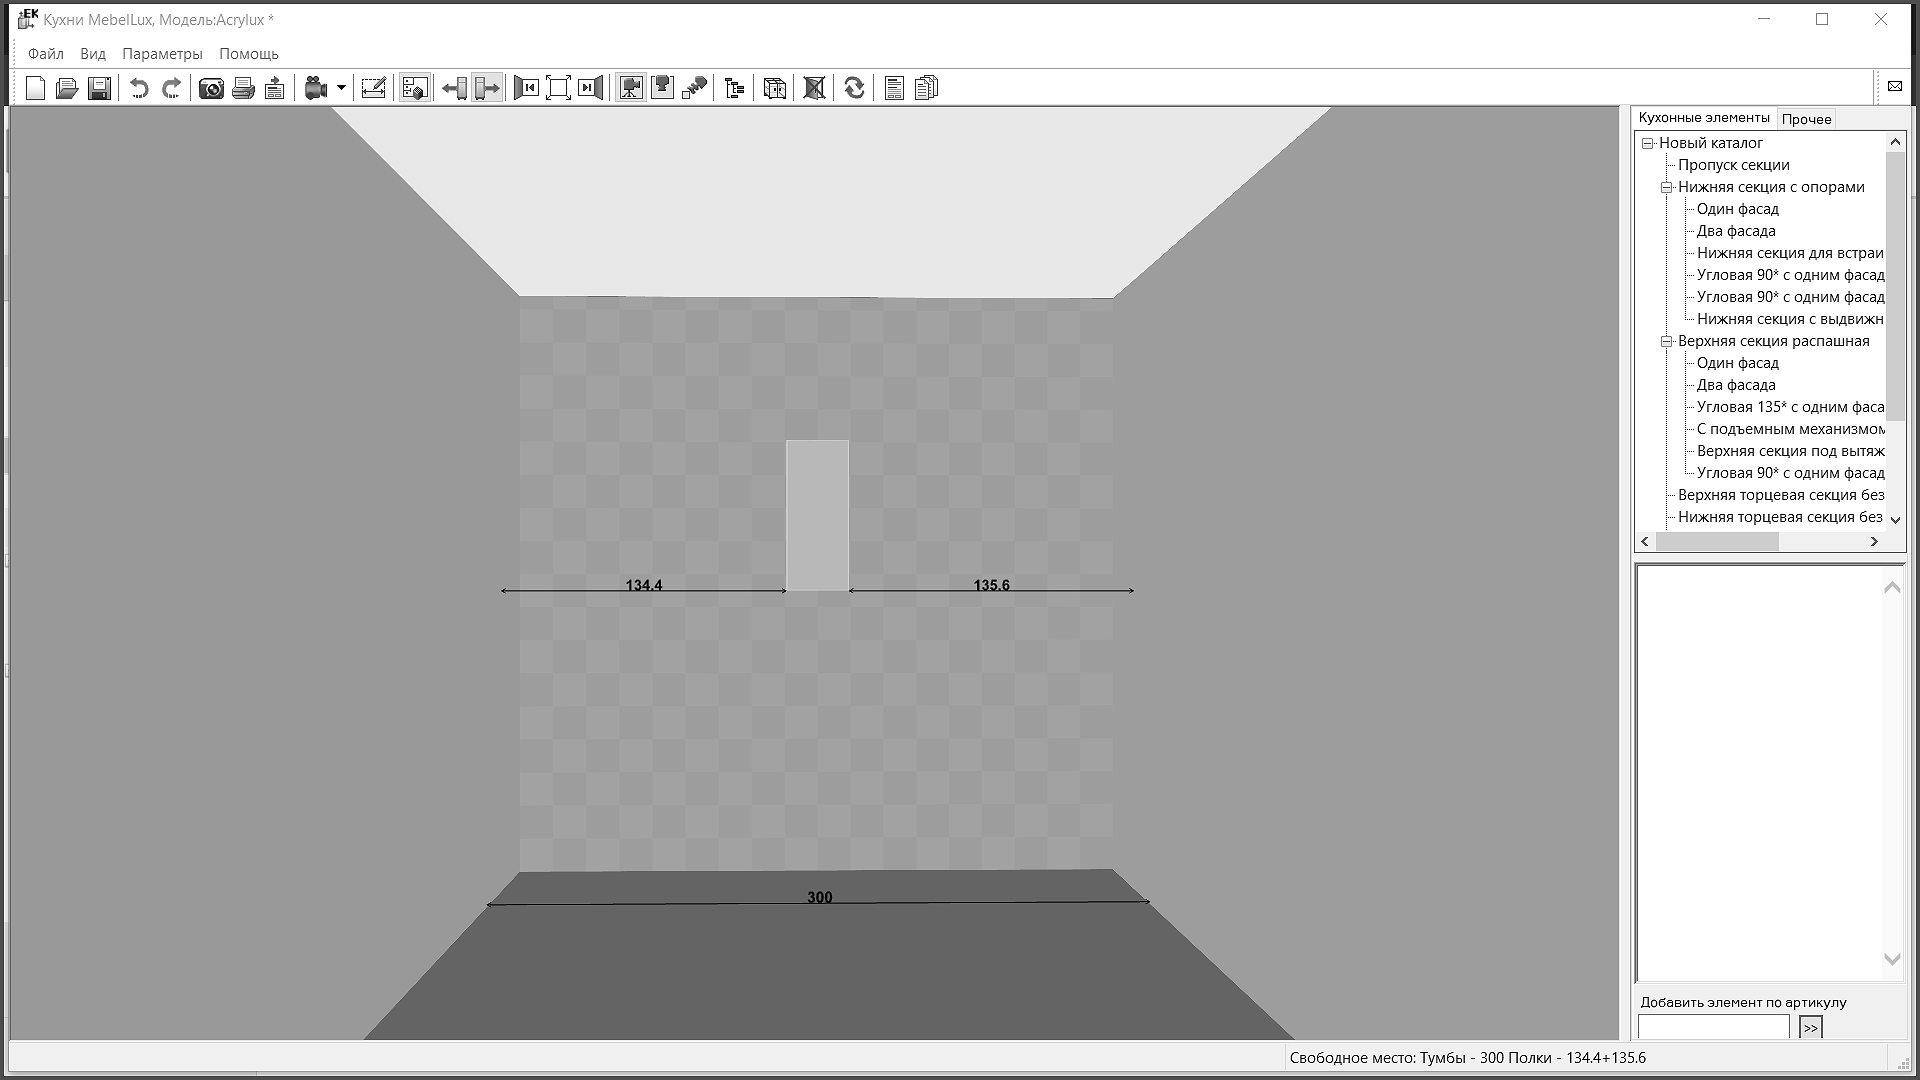 Кухни MebelLux, Модель:Acrylux *
Файл Вид Параметры Помощь
Кухонные элементы Прочее
Новый каталог
Пропуск секции
Нижняя секция с опорами
Один фасад
Два фасада
Нижняя секция для встраи
Угловая 90* с одним фасад
Угловая 90* с одним фасад
Нижняя секция с выдвижн
Верхняя секция распашная
Один фасад
Два фасада
Угловая 135* с одним фаса
С подъемным механизмом
Верхняя секция под вытяж
Угловая 90* с одним фасад
Верхняя торцевая секция без
Нижняя торцевая секция без
134.4 135.6
300
Добавить элемент по артикулу
>>
Свободное место: Тумбы - 300 Полки - 134.4+135.6